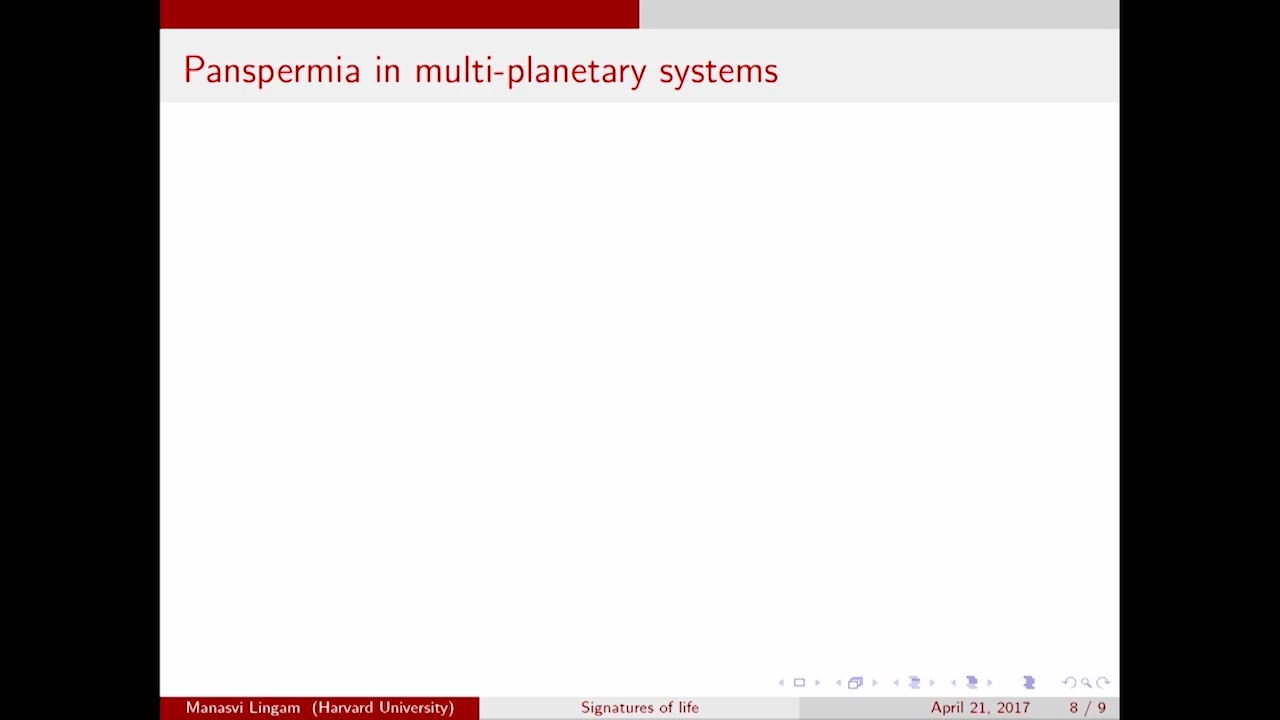 Panspermia in multi-planetary systems
Manasvi Lingam (Harvard University) Signatures of life April 21, 2017 8 / 9